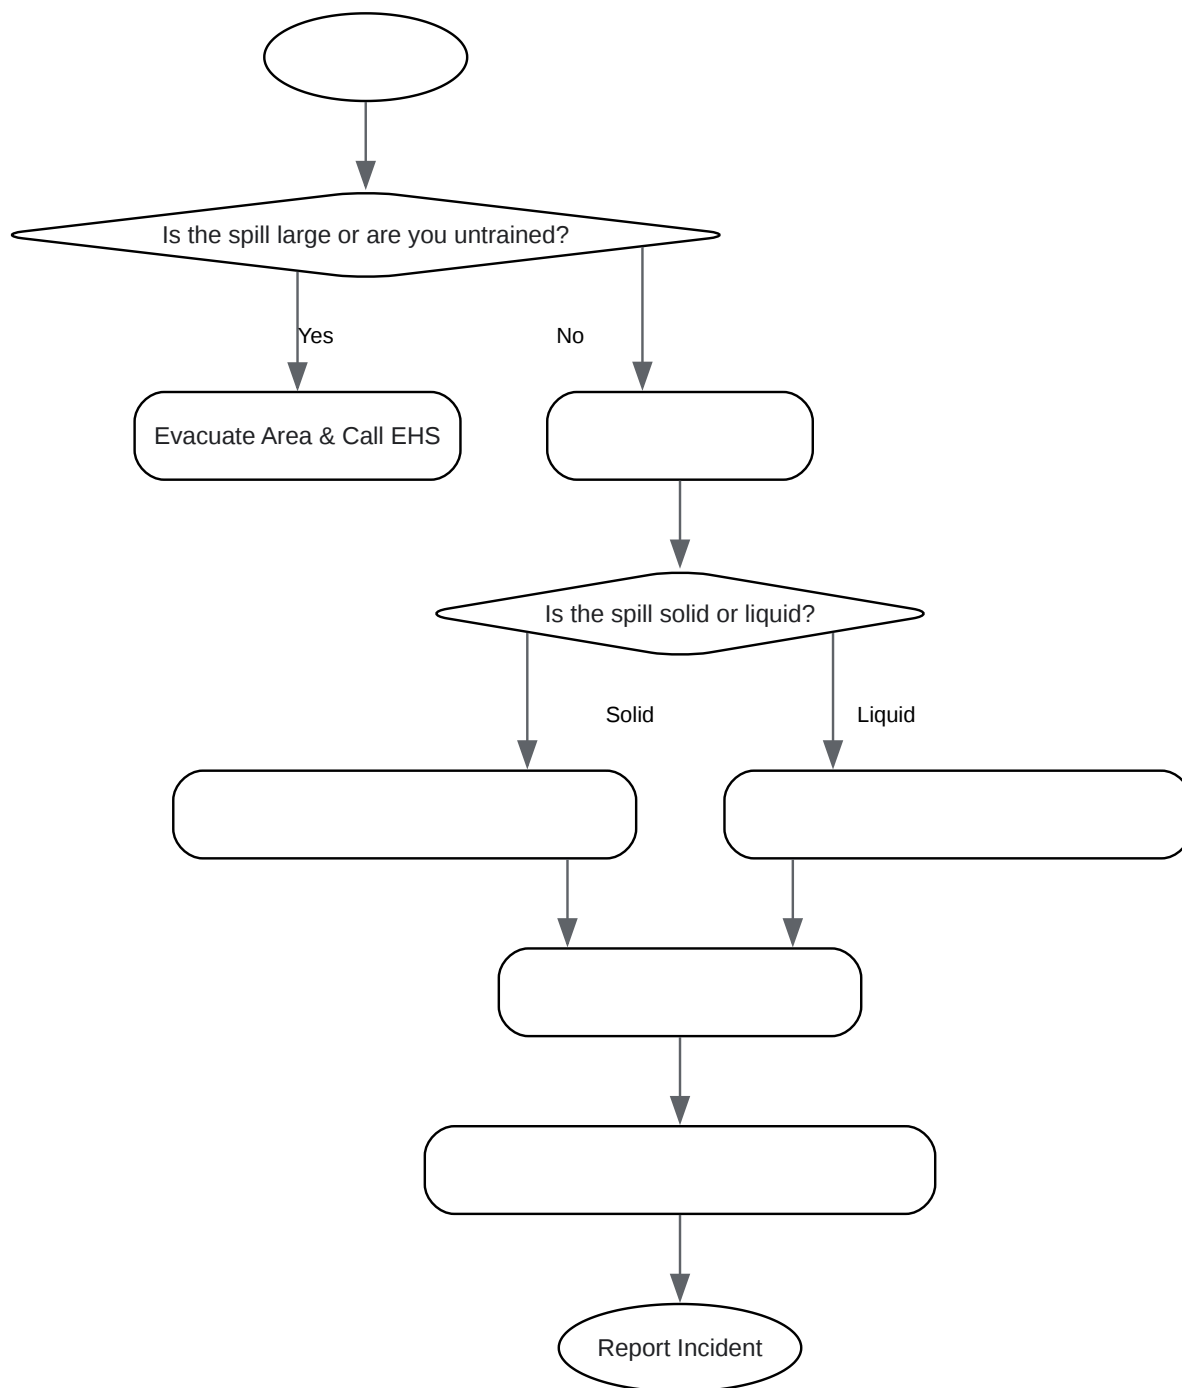 Is the spill large or are you untrained?
Yes
No
Evacuate Area & Call EHS
Is the spill solid or liquid?
Solid
Liquid
Report Incident